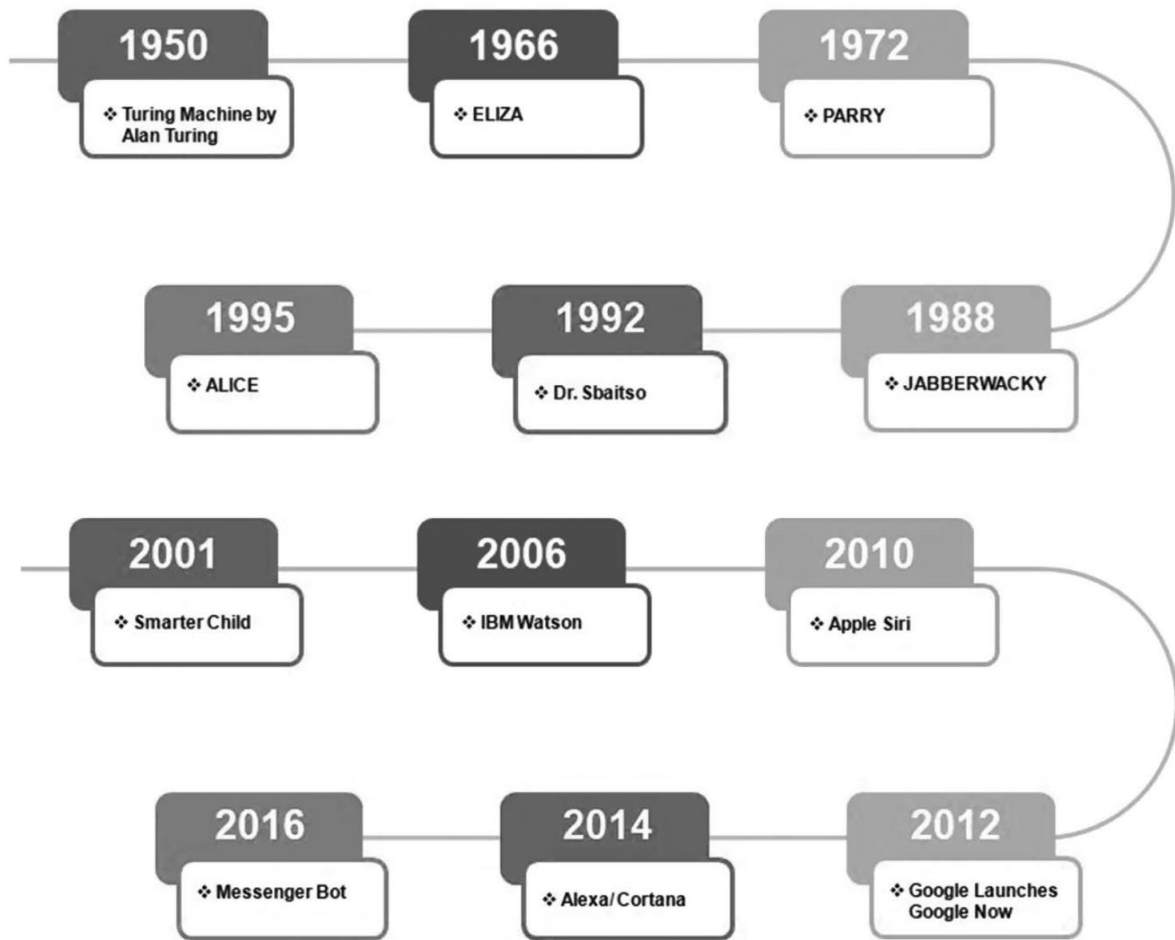 1950
❖ Turing Machine by
Alan Turing
1966
❖ ELIZA
1972
❖ PARRY
1988
❖ JABBERWACKY
1992
❖ Dr. Sbaitso
1995
❖ ALICE
2001
❖ Smarter Child
2006
❖ IBM Watson
2010
❖ Apple Siri
2012
❖ Google Launches
Google Now
2014
❖ Alexa/ Cortana
2016
❖ Messenger Bot